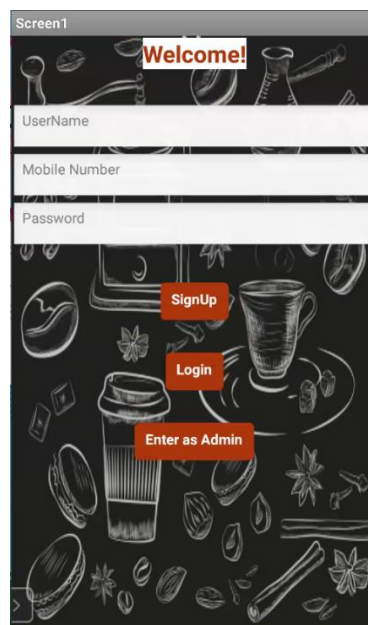 Screen1
Welcome!
UserName
Mobile Number
Password
SignUp
Login
Enter as Admin